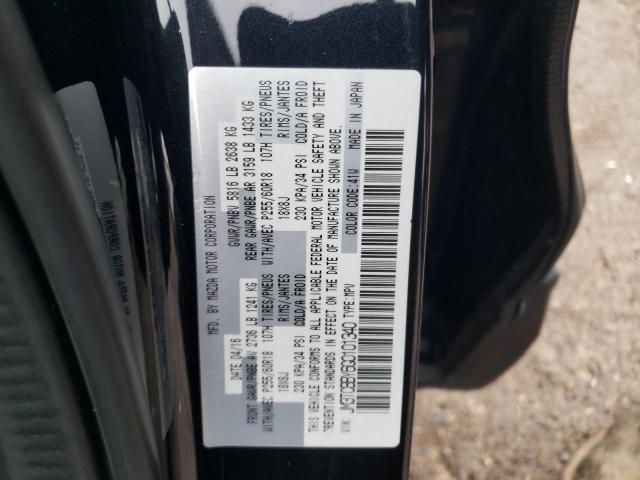 MFD. BY MAZDA MOTOR CORPORATION
DATE 04/16 GVWR/PNBV 5816 LB 2638 KG
FRONT GAWR/PNBE AV 2736 LB 1241 KG REAR GAWR/PNBE AR 3159 LB 1433 KG
WITH/AVEC P255/60R18 107H TIRES/PNEUS WITH/AVEC P255/60R18 107H TIRES/PNEUS
18X8J RIMS/JANTES 18X8J RIMS/JANTES
230 KPA/34 PSI COLD/A FROID 230 KPA/34 PSI COLD/A FROID
THIS VEHICLE CONFORMS TO ALL APPLICABLE FEDERAL MOTOR VEHICLE SAFETY AND THEFT
PREVENTION STANDARDS IN EFFECT ON THE DATE OF MANUFACTURE SHOWN ABOVE.
COLOR CODE:41W MADE IN JAPAN
VIN: JM3TCBBY6G0101340 TYPE:MPV